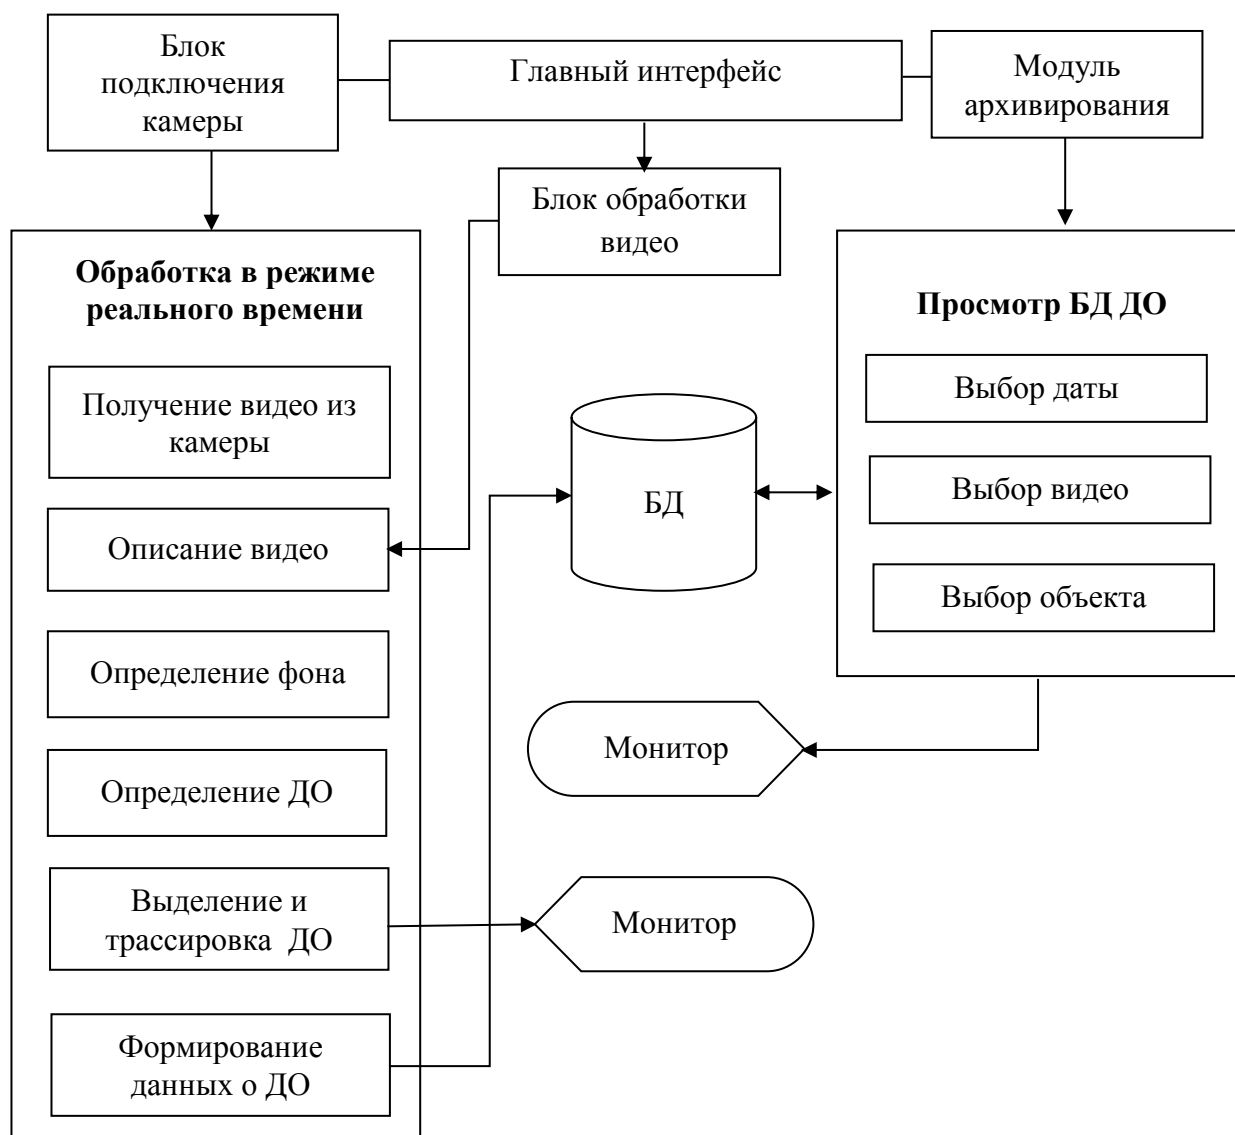 Блок
подключения
камеры
Главный интерфейс
Модуль
архивирования
Блок обработки
видео
Обработка в режиме
реального времени
Получение видео из
камеры
Описание видео
Определение фона
Определение ДО
Выделение и
трассировка ДО
Формирование
данных о ДО
БД
Просмотр БД ДО
Выбор даты
Выбор видео
Выбор объекта
Монитор
Монитор